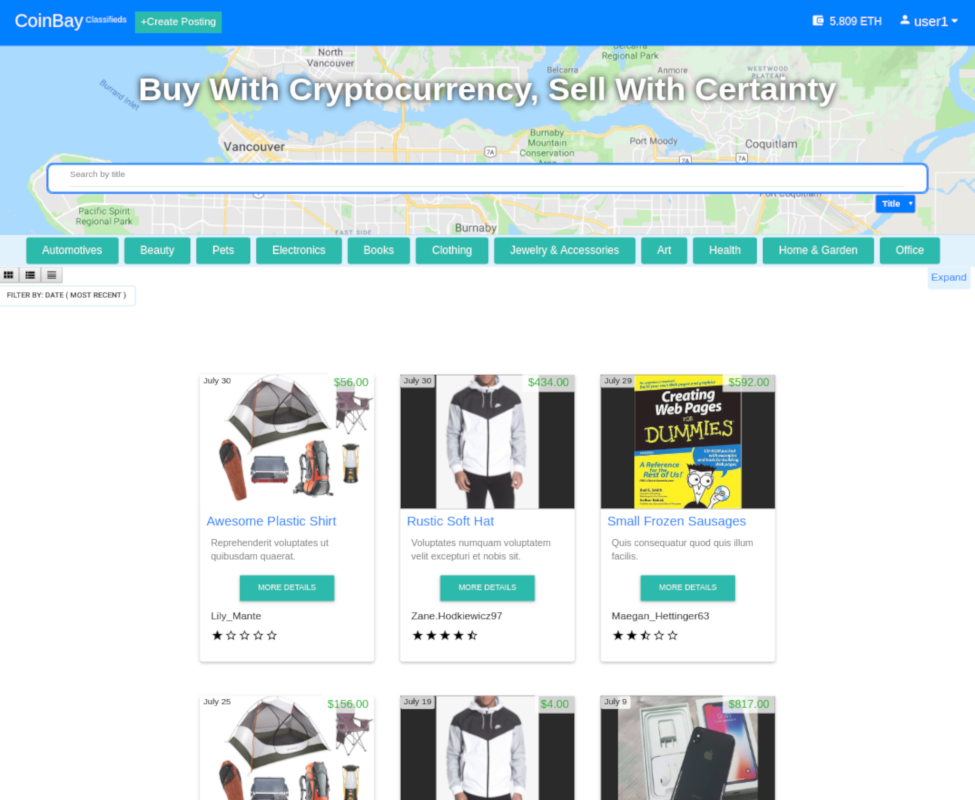 CoinBay Classifieds +Create Posting 5.809 ETH user1
North
Vancouver
Belcarra
Regional Park
Belcarra
Anmore
WESTWOOD
PLATEAU
Burrard Inlet
Buy With Cryptocurrency, Sell With Certainty
Vancouver
7A
Burnaby
Mountain
Conservation
Area
Port Moody
7A
7A
Coquitlam
Search by title
Port Coquitlam
Title
Pacific Spirit
Regional Park
EAST SIDE
Burnaby
Automotives Beauty Pets Electronics Books Clothing Jewelry & Accessories Art Health Home & Garden Office
Expand
FILTER BY: DATE ( MOST RECENT )
July 30 $56.00
Awesome Plastic Shirt
Reprehenderit voluptates ut
quibusdam quaerat.
MORE DETAILS
Lily_Mante
July 30 $434.00
Rustic Soft Hat
Voluptates numquam voluptatem
velit excepturi et nobis sit.
MORE DETAILS
Zane.Hodkiewicz97
July 29 $592.00
Creating
Web Pages
FOR
DUMMIES
A Reference
for the
Rest of Us!
Small Frozen Sausages
Quis consequatur quod quis illum
facilis.
MORE DETAILS
Maegan_Hettinger63
July 25 $156.00
July 19 $4.00
July 9 $817.00